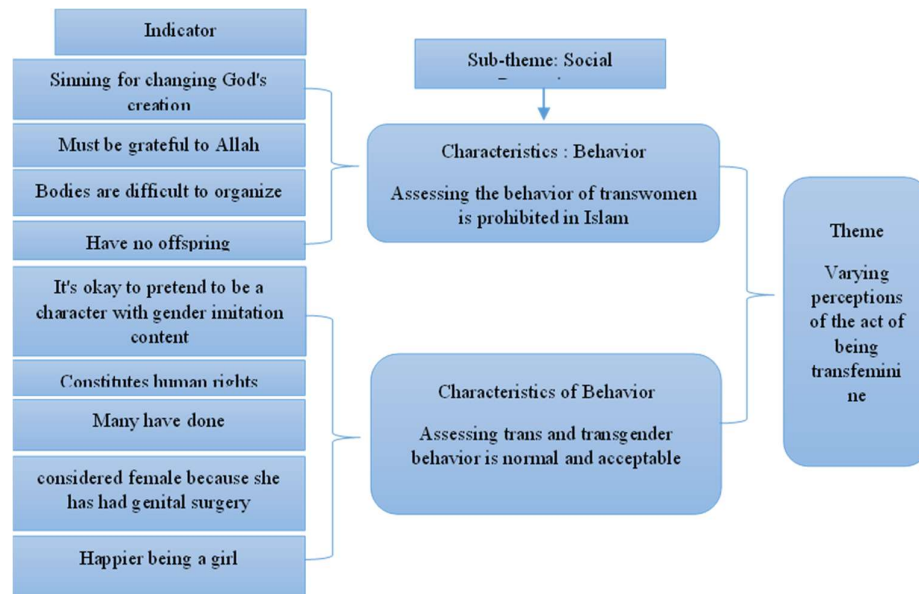 Indicator
Sinning for changing God's
creation
Must be grateful to Allah
Bodies are difficult to organize
Have no offspring
It's okay to pretend to be a
character with gender imitation
content
Constitutes human rights
Many have done
considered female because she
has had genital surgery
Happier being a girl
Sub-theme: Social
Characteristics : Behavior
Assessing the behavior of transwomen
is prohibited in Islam
Characteristics of Behavior
Assessing trans and transgender
behavior is normal and acceptable
Theme
Varying
perceptions
of the act of
being
transfemini
ne